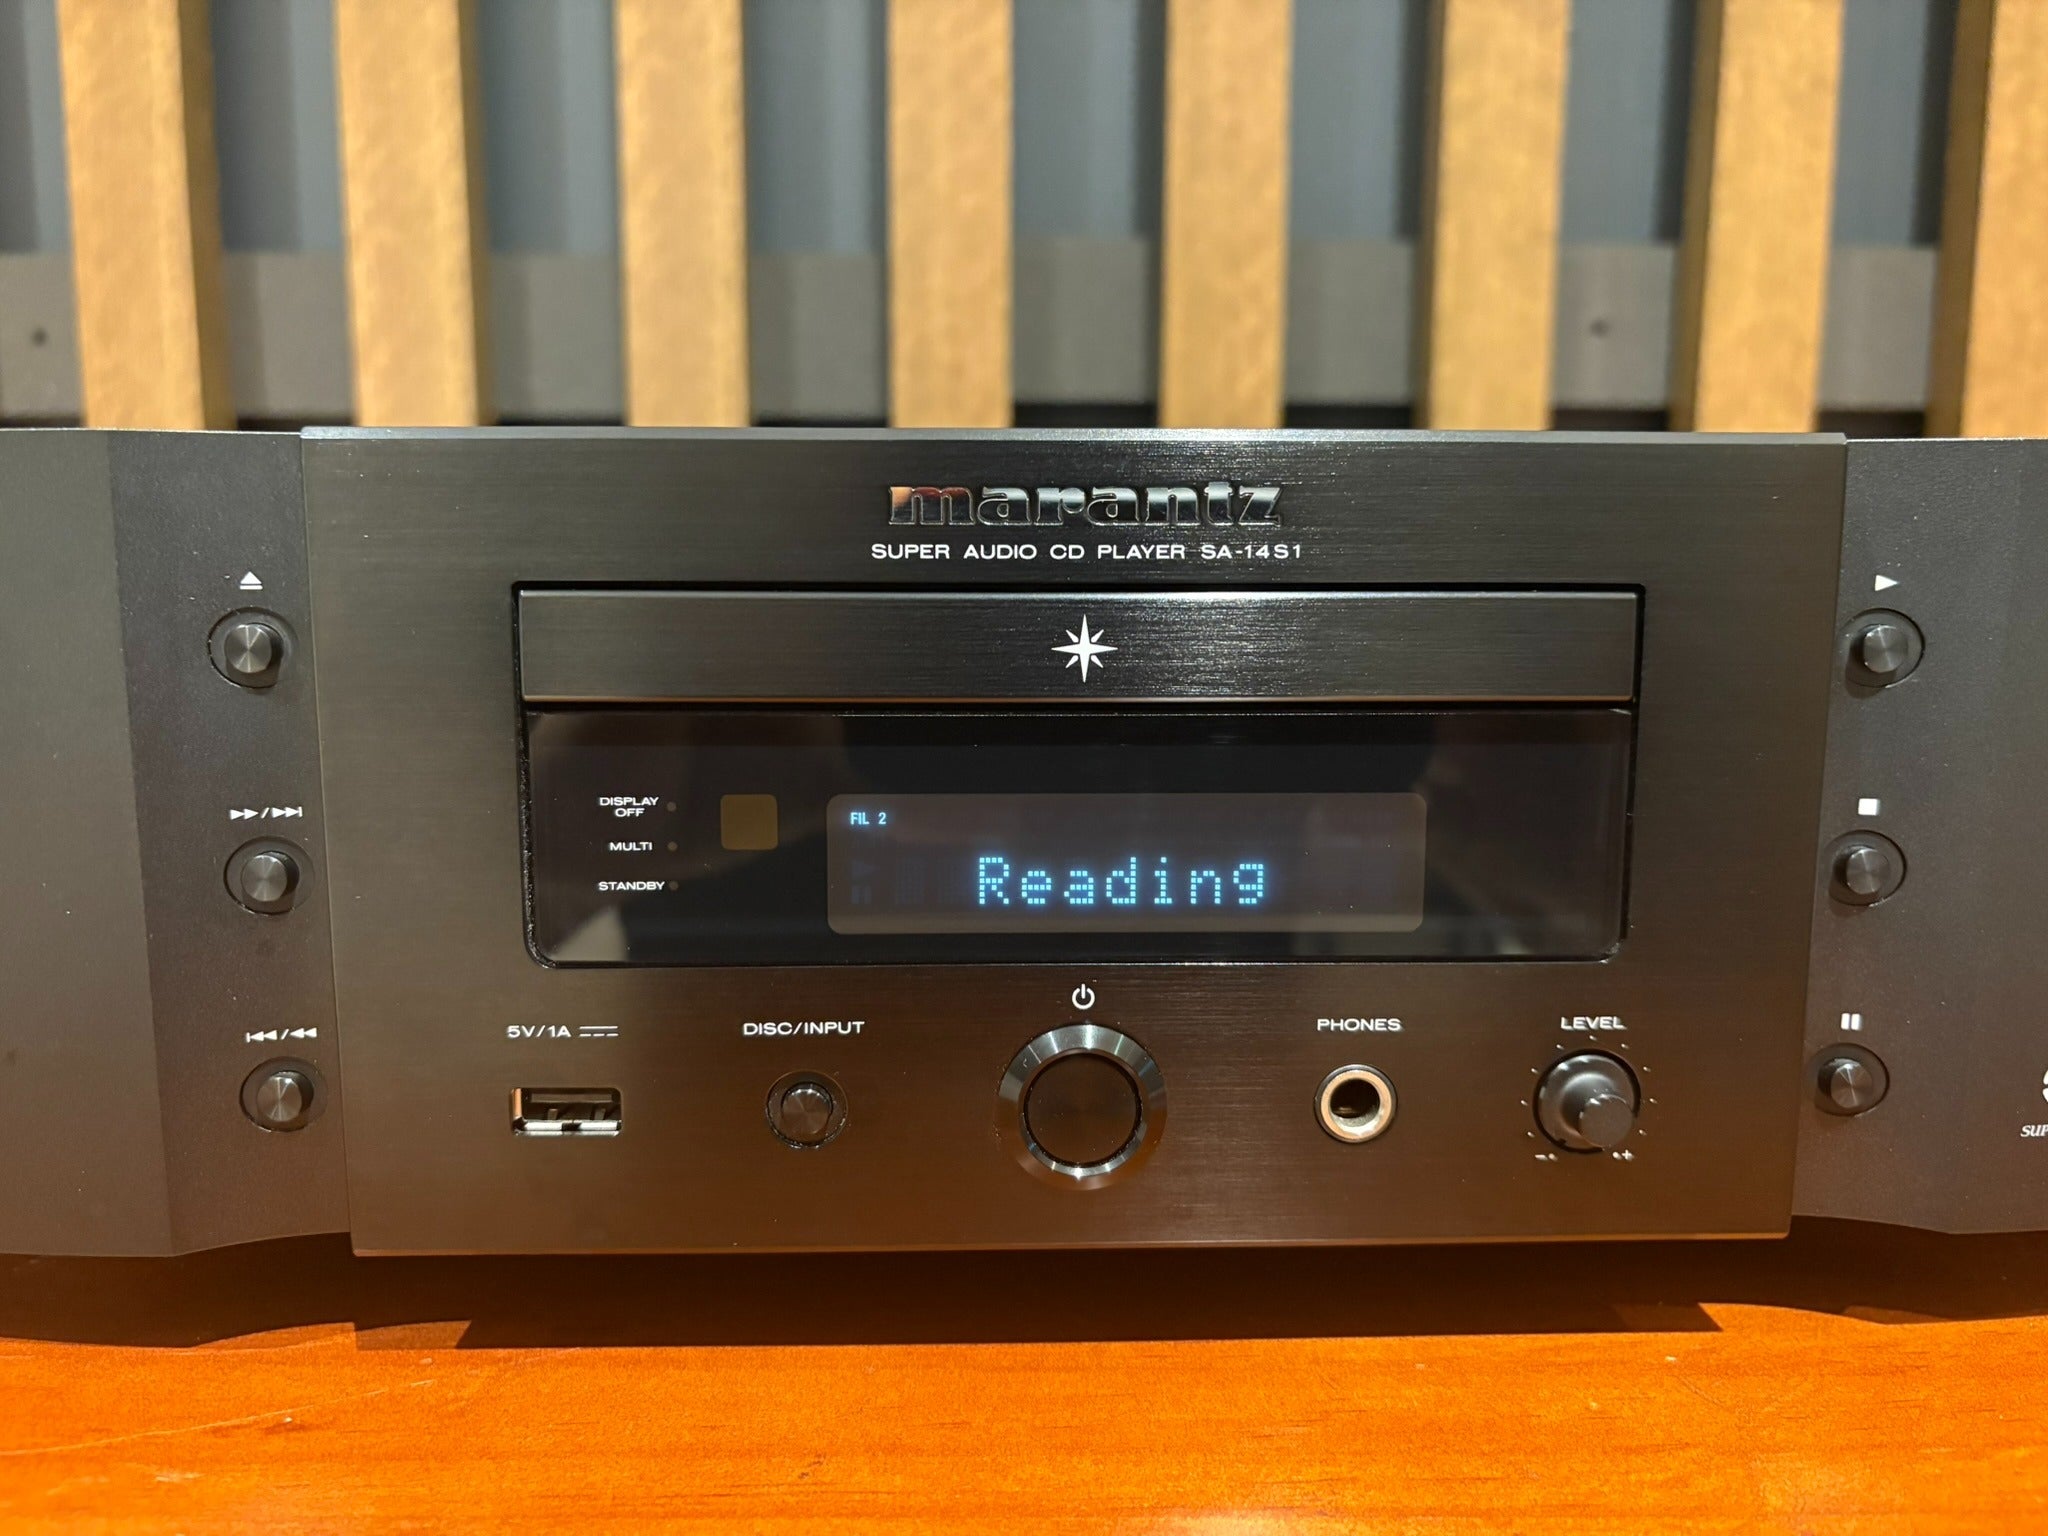 marantz
SUPER AUDIO CD PLAYER SA-14S1
DISPLAY
OFF
MULTI
STANDBY
FIL 2
Reading
5V/1A
DISC/INPUT
PHONES
LEVEL
- +